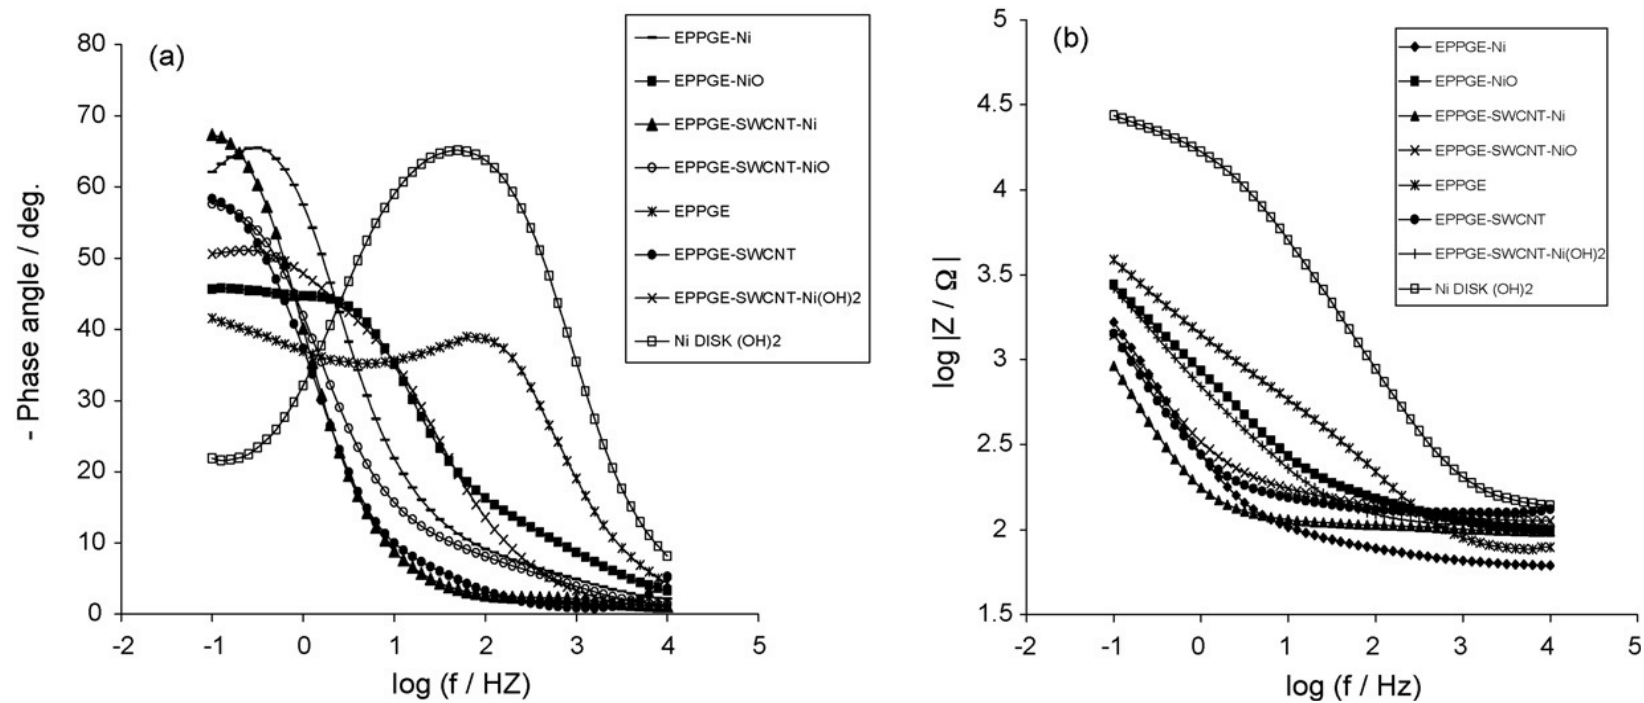 (a)
80
70
60
50
40
30
20
10
0
-2
-1
0
1
2
3
4
5
- Phase angle / deg.
log (f / HZ)
EPPGE-Ni
EPPGE-NiO
EPPGE-SWCNT-Ni
EPPGE-SWCNT-NiO
EPPGE
EPPGE-SWCNT
EPPGE-SWCNT-Ni(OH)2
Ni DISK (OH)2
(b)
5
4.5
4
3.5
3
2.5
2
1.5
-2
-1
0
1
2
3
4
5
log |Z / Ω|
log (f / Hz)
EPPGE-Ni
EPPGE-NiO
EPPGE-SWCNT-Ni
EPPGE-SWCNT-NiO
EPPGE
EPPGE-SWCNT
EPPGE-SWCNT-Ni(OH)2
Ni DISK (OH)2